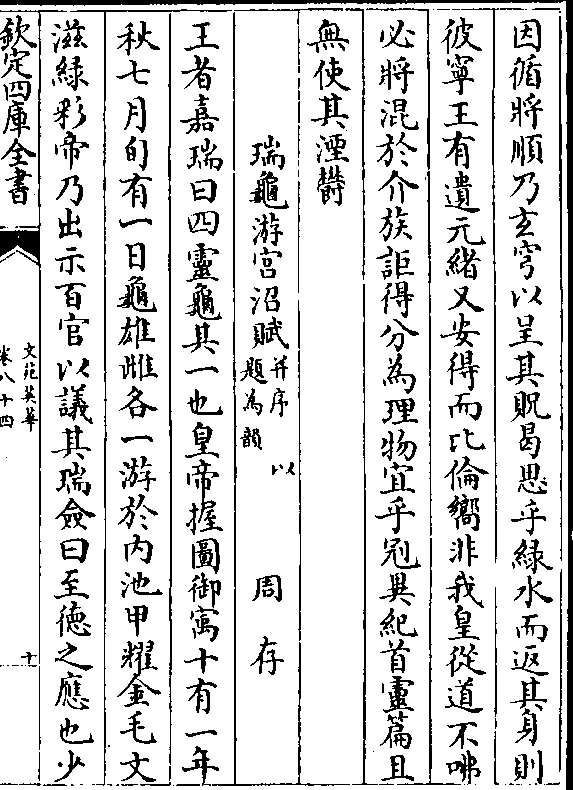 因循將順乃玄穹以呈其貺曷思乎緑水而返其身則
彼寧王有遺元緒又安得而比倫嚮非我皇從道不咈
必將混於介族詎得分為理物宜乎冠異紀首靈篇且
無使其湮鬱
瑞龜游宮沼賦并序以題為韻 周存
王者嘉瑞曰四靈龜其一也皇帝握圖御寓十有一年
秋七月旬有一日龜雄雌各一游於内池甲耀金毛文
滋緑彩帝乃出示百官以議其瑞僉曰至德之應也少
欽定四庫全書
文苑英華
卷八十四
十